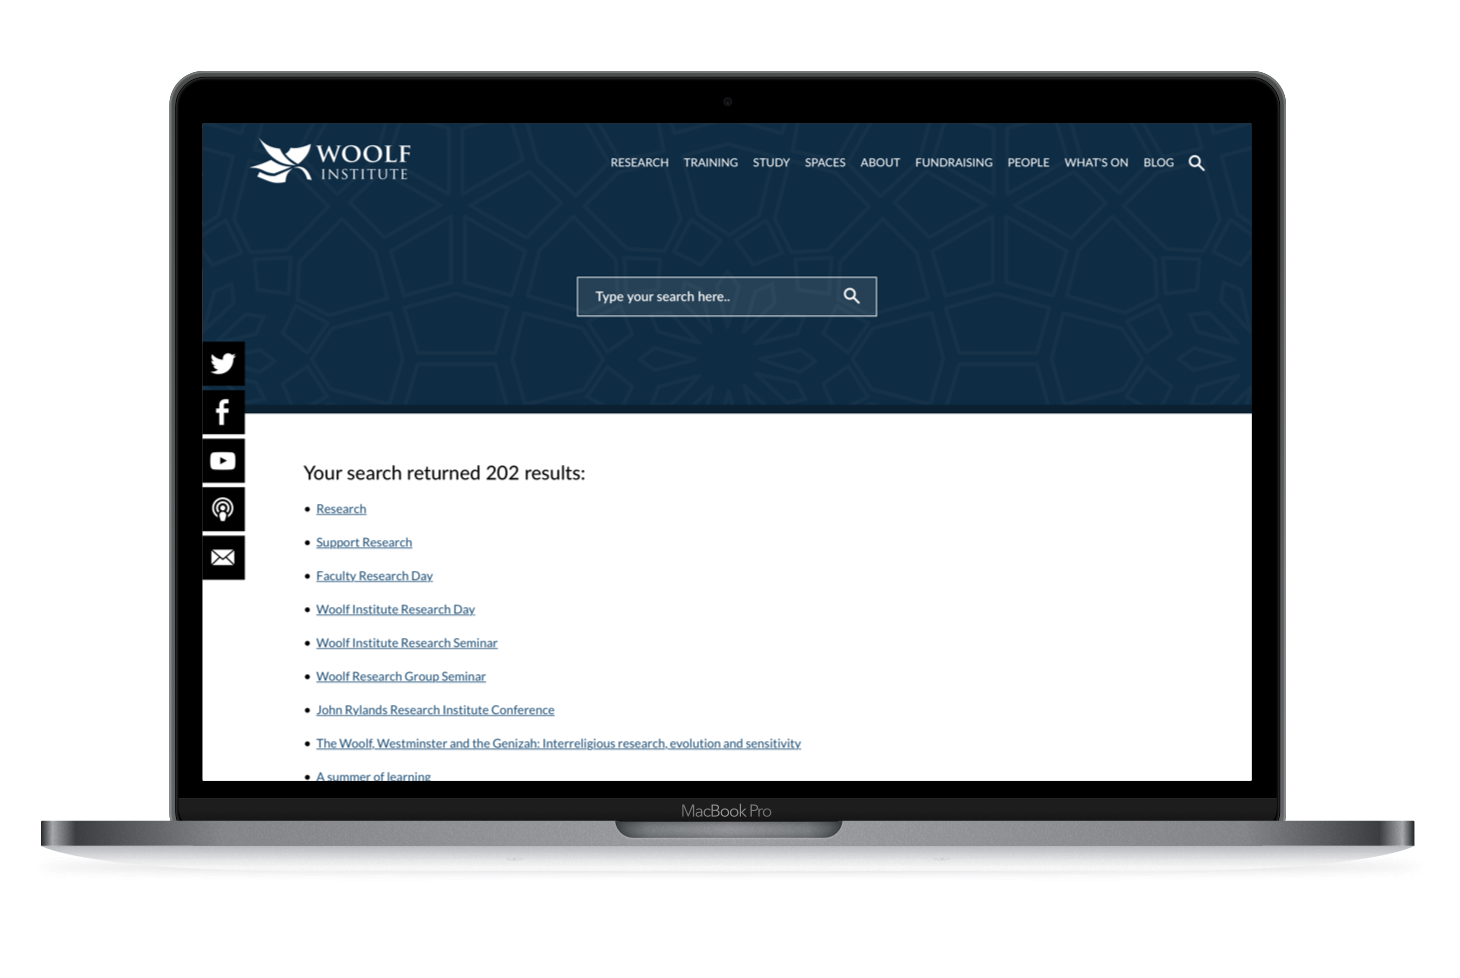 WOOLF
INSTITUTE
RESEARCH TRAINING STUDY SPACES ABOUT FUNDRAISING PEOPLE WHAT'S ON BLOG
Type your search here..
Your search returned 202 results:
• Research
• Support Research
• Faculty Research Day
• Woolf Institute Research Day
• Woolf Institute Research Seminar
• Woolf Research Group Seminar
• John Rylands Research Institute Conference
• The Woolf, Westminster and the Genizah: Interreligious research, evolution and sensitivity
• A summer of learning
MacBook Pro